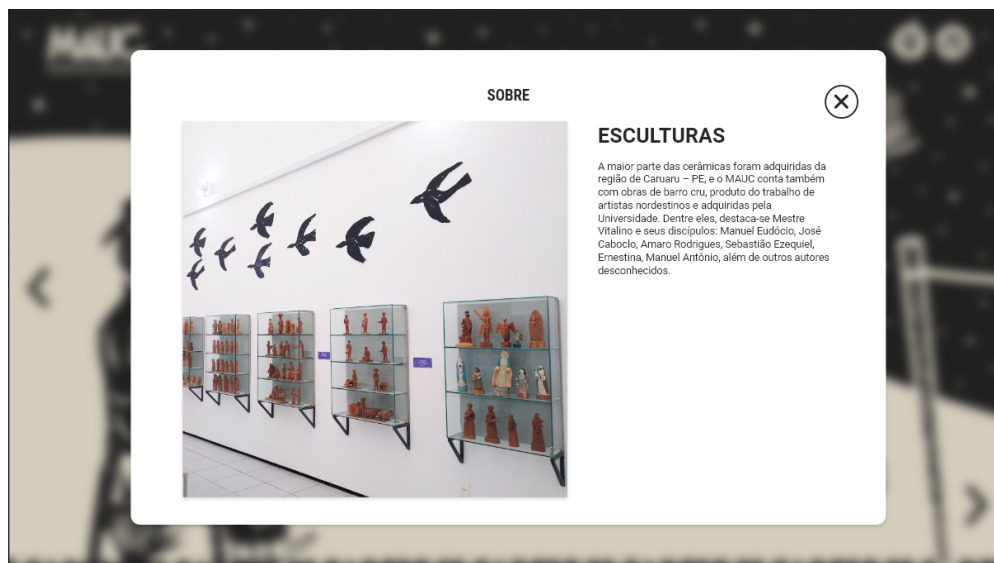 MAUC
SOBRE
ESCULTURAS
A maior parte das cerâmicas foram adquiridas da
região de Caruaru – PE, e o MAUC conta também
com obras de barro cru, produto do trabalho de
artistas nordestinos e adquiridas pela
Universidade. Dentre eles, destaca-se Mestre
Vitalino e seus discípulos: Manuel Eudócio, José
Caboclo, Amaro Rodrigues, Sebastião Ezequiel,
Ernestina, Manuel Antônio, além de outros autores
desconhecidos.